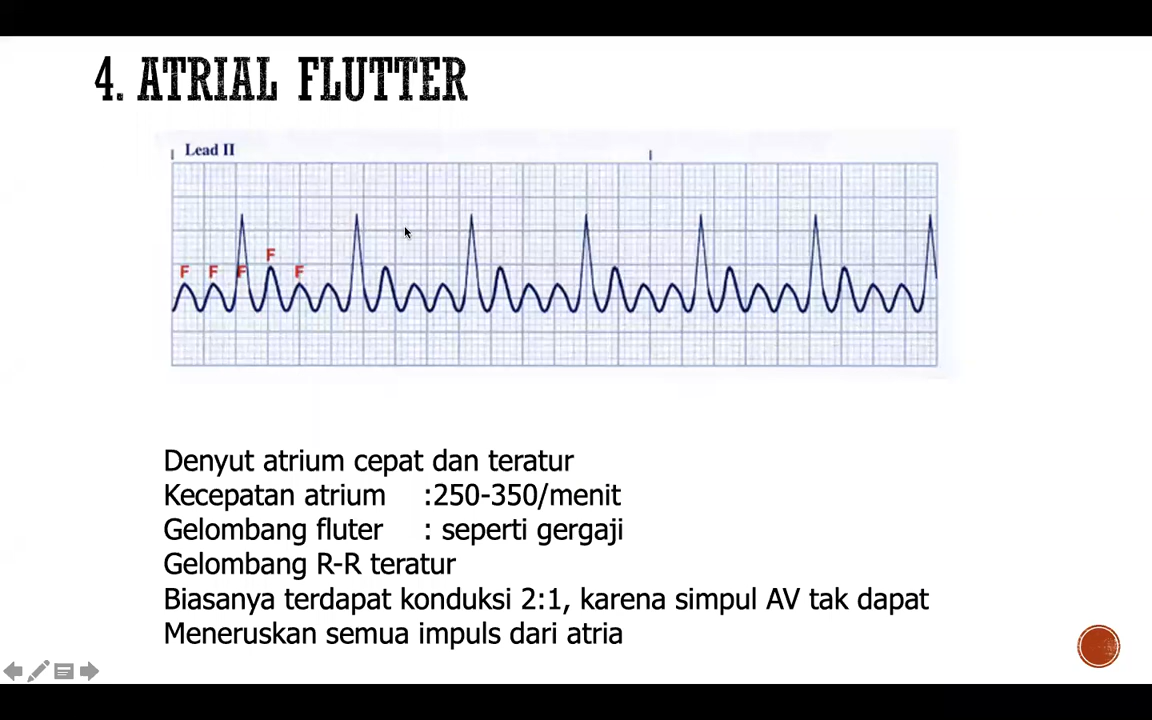 4. ATRIAL FLUTTER
Lead II
F
F F F F
Denyut atrium cepat dan teratur
Kecepatan atrium :250-350/menit
Gelombang fluter : seperti gergaji
Gelombang R-R teratur
Biasanya terdapat konduksi 2:1, karena simpul AV tak dapat
Meneruskan semua impuls dari atria